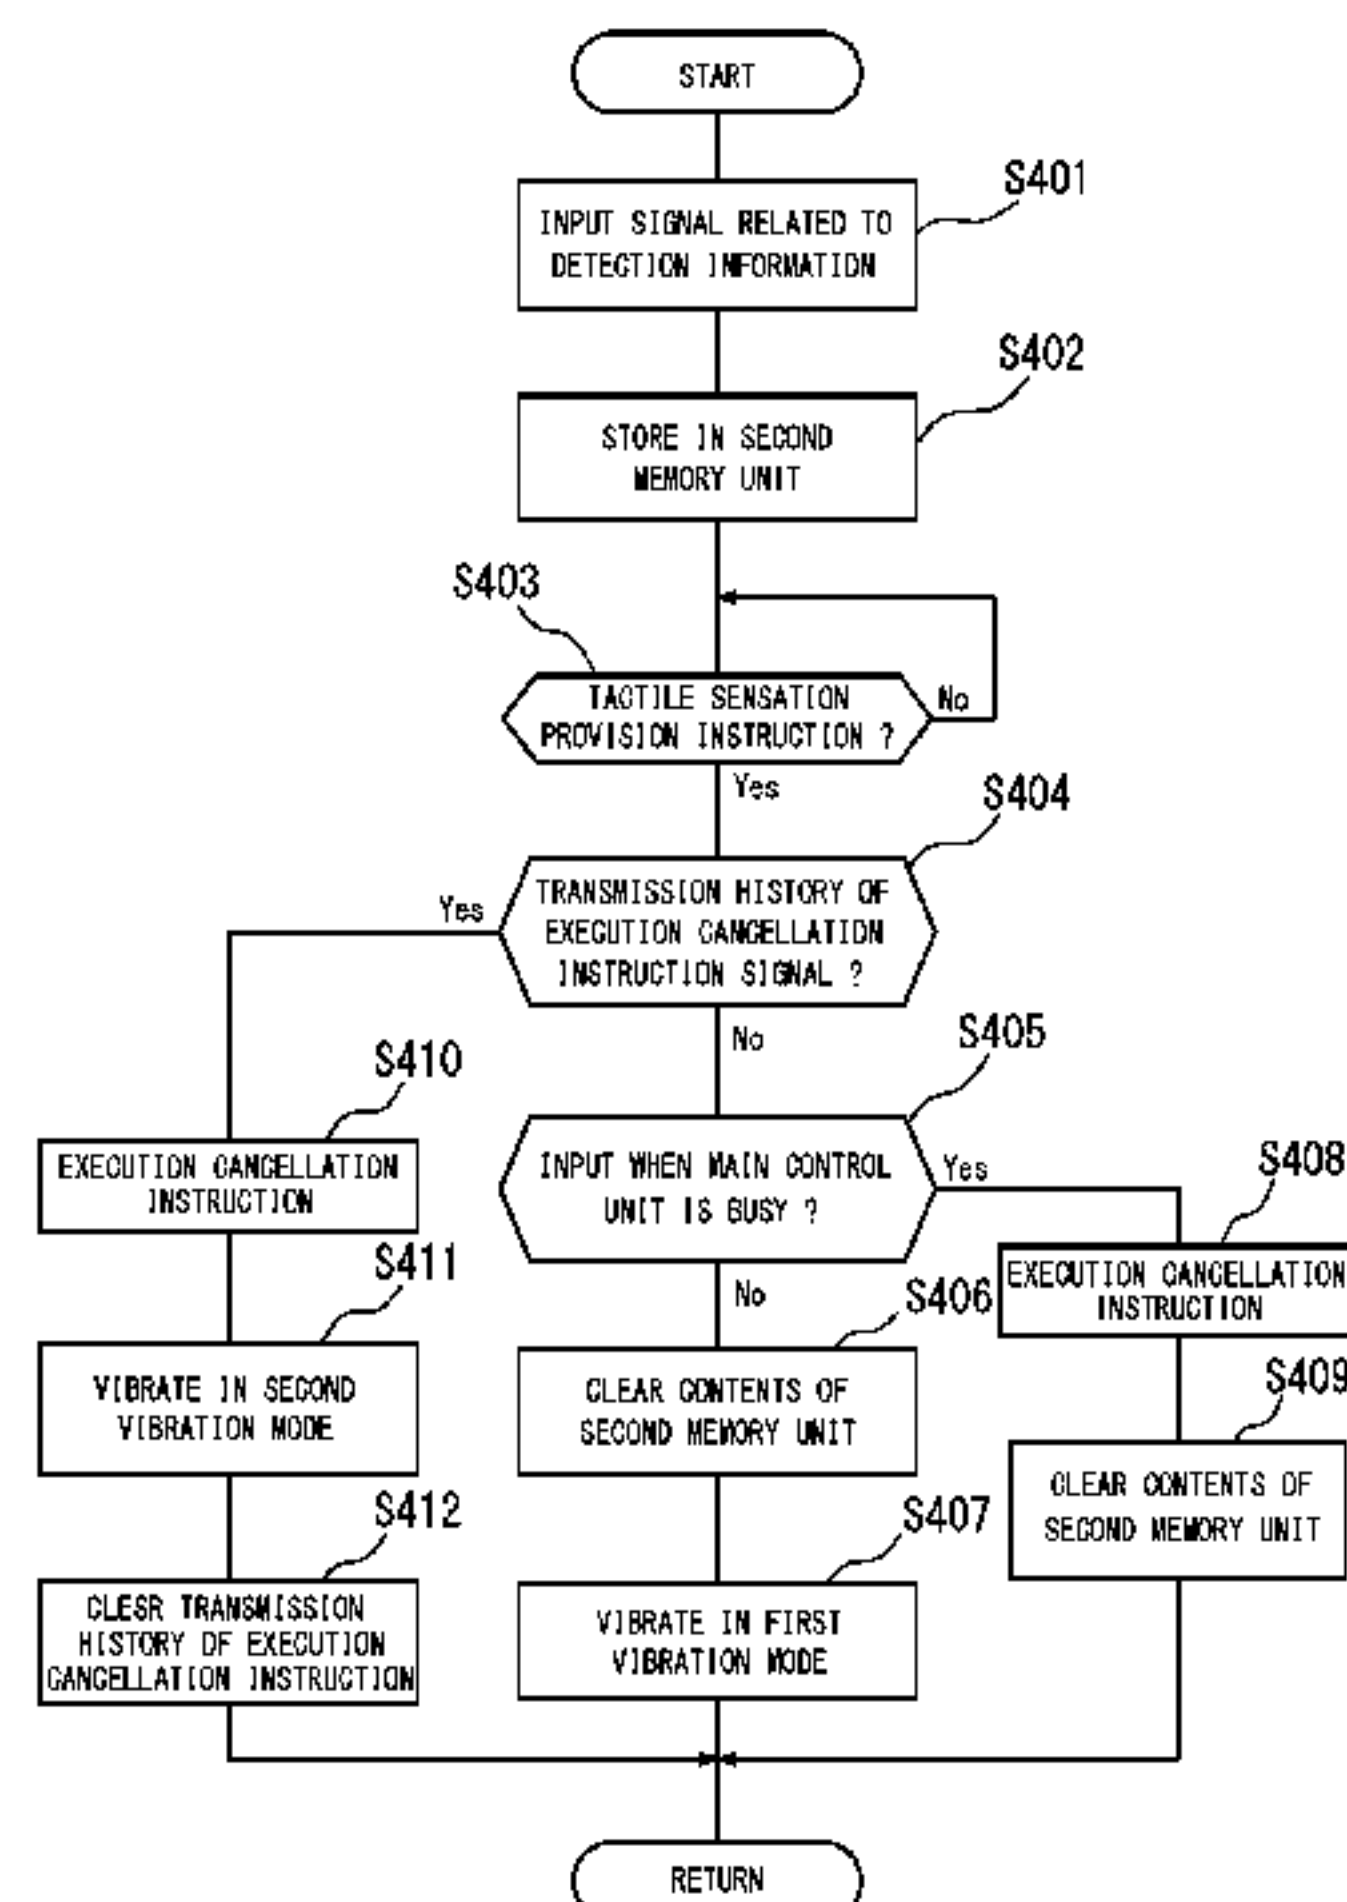 START
S401
INPUT SIGNAL RELATED TO
DETECTION INFORMATION
S402
STORE IN SECOND
MEMORY UNIT
S403
TACTILE SENSATION
PROVISION INSTRUCTION ?
No
Yes
S404
TRANSMISSION HISTORY OF
EXECUTION CANCELLATION
INSTRUCTION SIGNAL ?
Yes
No
S405
INPUT WHEN MAIN CONTROL
UNIT IS BUSY ?
Yes
No
S410
EXECUTION CANCELLATION
INSTRUCTION
S411
VIBRATE IN SECOND
VIBRATION MODE
S412
CLESR TRANSMISSION
HISTORY OF EXECUTION
CANCELLATION INSTRUCTION
S406
CLEAR CONTENTS OF
SECOND MEMORY UNIT
S407
VIBRATE IN FIRST
VIBRATION MODE
S408
EXECUTION CANCELLATION
INSTRUCTION
S409
CLEAR CONTENTS OF
SECOND MEMORY UNIT
RETURN